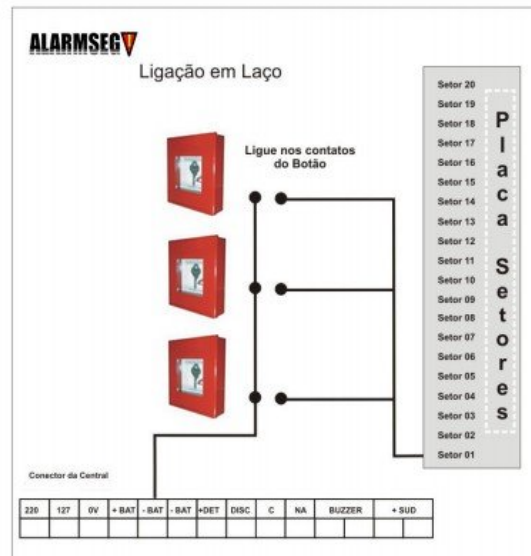 ALARMSEG
Ligação em Laço
Ligue nos contatos
do Botão
Setor 20
Setor 19
Setor 18
Setor 17
Setor 16
Setor 15
Setor 14
Setor 13
Setor 12
Setor 11
Setor 10
Setor 09
Setor 08
Setor 07
Setor 06
Setor 05
Setor 04
Setor 03
Setor 02
Setor 01
Placa Setores
Conector da Central
220 127 0V + BAT - BAT - BAT +DET DISC C NA BUZZER + SUD